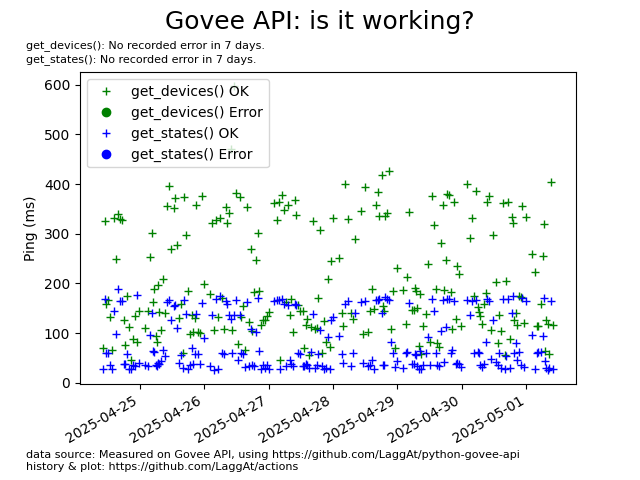 Govee API: is it working?
get_devices(): No recorded error in 7 days.
get_states(): No recorded error in 7 days.
get_devices() OK
get_devices() Error
get_states() OK
get_states() Error
Ping (ms)
600
500
400
300
200
100
0
2025-04-25
2025-04-26
2025-04-27
2025-04-28
2025-04-29
2025-04-30
2025-05-01
data source: Measured on Govee API, using https://github.com/LaggAt/python-govee-api
history & plot: https://github.com/LaggAt/actions